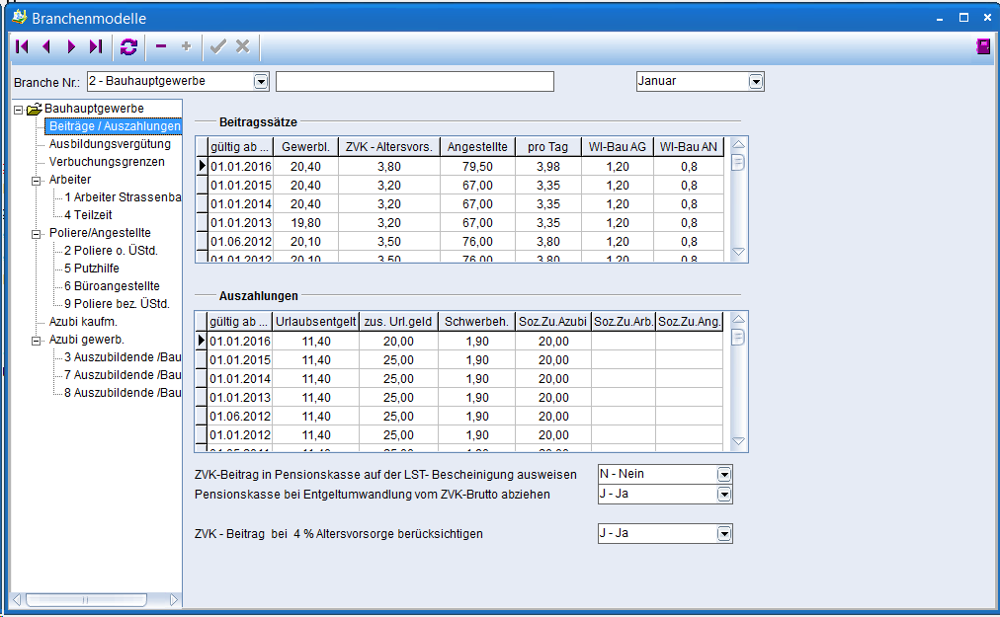 Branchenmodelle
Branche Nr.: 2 - Bauhauptgewerbe Januar
Bauhauptgewerbe
Beiträge / Auszahlungen
Ausbildungsvergütung
Verbuchungsgrenzen
Arbeiter
1 Arbeiter Strassenba
4 Teilzeit
Poliere/Angestellte
2 Poliere o. ÜStd.
5 Putzhilfe
6 Büroangestellte
9 Poliere bez. ÜStd.
Azubi kaufm.
Azubi gewerb.
3 Auszubildende /Bau
7 Auszubildende /Bau
8 Auszubildende /Bau
Beitragssätze
gültig ab ... Gewerbl. ZVK - Altersvors. Angestellte pro Tag WI-Bau AG WI-Bau AN
01.01.2016 20,40 3,80 79,50 3,98 1,20 0,8
01.01.2015 20,40 3,20 67,00 3,35 1,20 0,8
01.01.2014 20,40 3,20 67,00 3,35 1,20 0,8
01.01.2013 19,80 3,20 67,00 3,35 1,20 0,8
01.06.2012 20,10 3,50 76,00 3,80 1,20 0,8
01.01.2012 20,10 3,50 76,00 3,80 1,20 0,8
Auszahlungen
gültig ab ... Urlaubsentgelt zus. Url.geld Schwerbeh. Soz.Zu.Azubi Soz.Zu.Arb. Soz.Zu.Ang.
01.01.2016 11,40 20,00 1,90 20,00
01.01.2015 11,40 25,00 1,90 20,00
01.01.2014 11,40 25,00 1,90 20,00
01.01.2013 11,40 25,00 1,90 20,00
01.06.2012 11,40 25,00 1,90 20,00
01.01.2012 11,40 25,00 1,90 20,00
ZVK-Beitrag in Pensionskasse auf der LST- Bescheinigung ausweisen N - Nein
Pensionskasse bei Entgeltumwandlung vom ZVK-Brutto abziehen J - Ja
ZVK - Beitrag bei 4 % Altersvorsorge berücksichtigen J - Ja